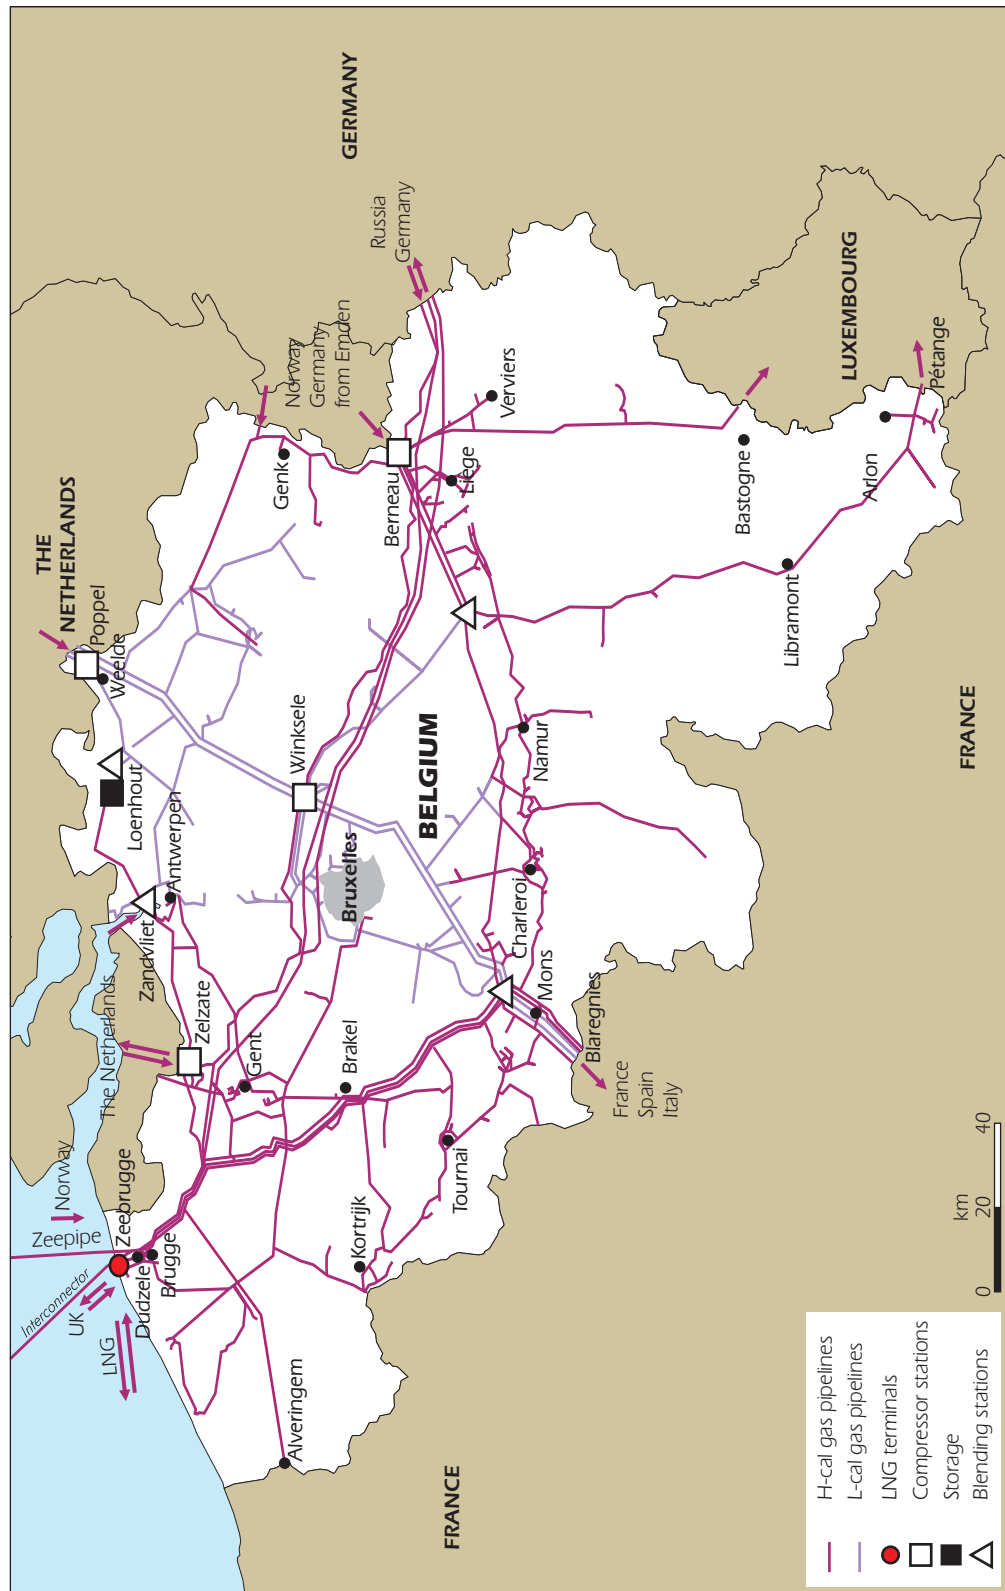 THE
NETHERLANDS
GERMANY
Norway
Zeepipe
Interconnector
UK
LNG
Zeebrugge
Dudzele
Brugge
The Netherlands
Zelzate
Zandvliet
Antwerpen
Loenhout
Weelde
Poppel
Genk
Norway
Germany
from Emden
Russia
Germany
Gent
Brakel
Bruxelles
Winksele
BELGIUM
Berneau
Liege
Verviers
Alveringem
Kortrijk
Tournai
Mons
Charleroi
Namur
Blaregnies
France
Spain
Italy
Bastogne
Libramont
Arlon
Pétange
LUXEMBOURG
FRANCE
FRANCE
H-cal gas pipelines
L-cal gas pipelines
LNG terminals
Compressor stations
Storage
Blending stations
km
0 20 40